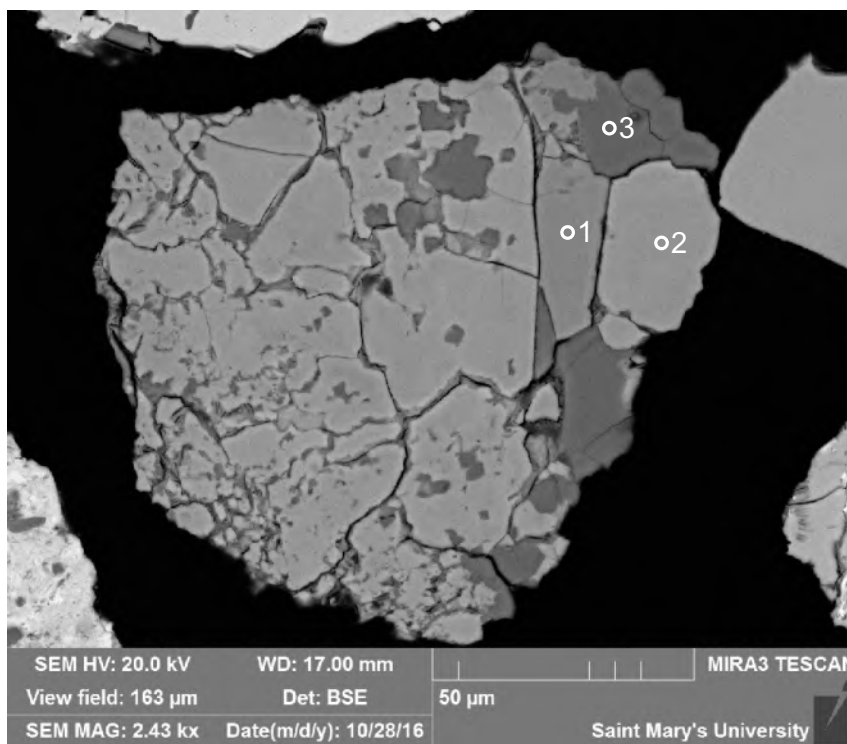 3
1
2
SEM HV: 20.0 kV WD: 17.00 mm MIRA3 TESCAN
View field: 163 µm Det: BSE 50 µm
SEM MAG: 2.43 kx Date(m/d/y): 10/28/16 Saint Mary's University